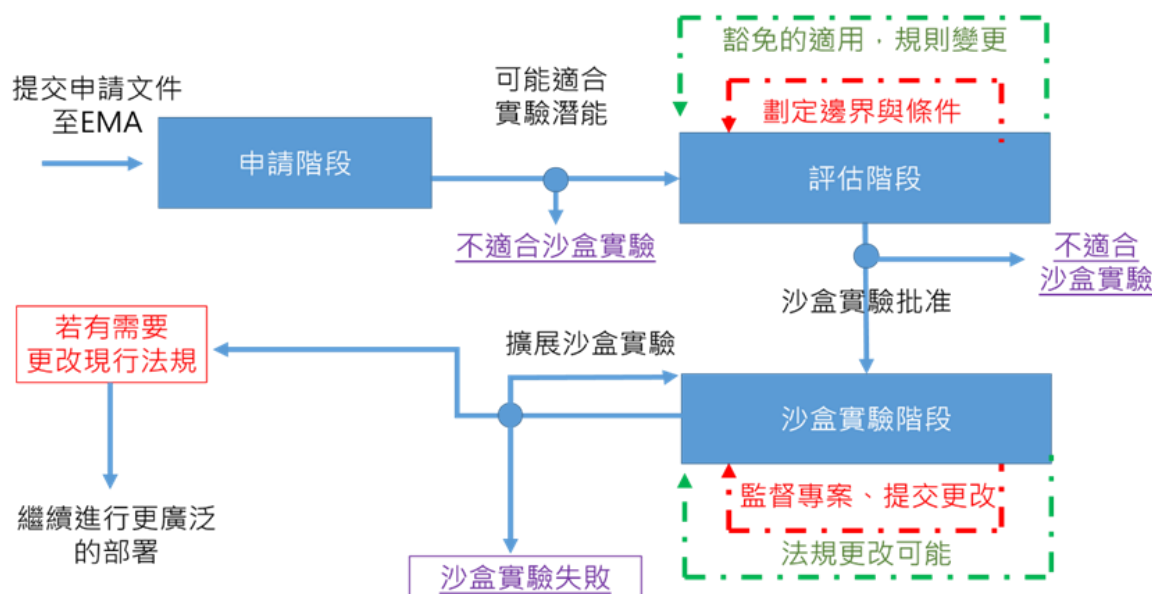 豁免的適用，規則變更
提交申請文件
至EMA
可能適合
實驗潛能
劃定邊界與條件
申請階段
評估階段
不適合沙盒實驗
不適合
沙盒實驗
沙盒實驗批准
若有需要
更改現行法規
擴展沙盒實驗
沙盒實驗階段
監督專案、提交更改
繼續進行更廣泛
的部署
法規更改可能
沙盒實驗失敗